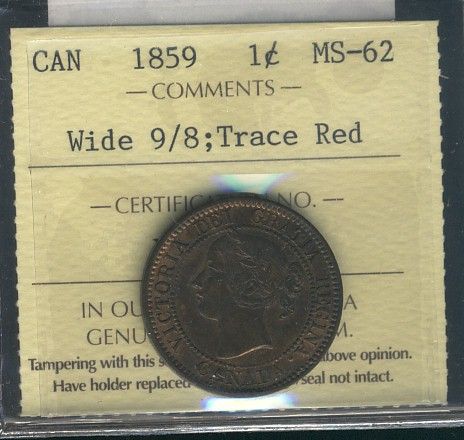 CAN 1859 1¢ MS-62
— COMMENTS —
Wide 9/8;Trace Red
— CERTIFICA NO. —
VICTORIA DEI GRATIA REGINA
CANADA
IN OU A
GENU M.
Tampering with this s above opinion.
Have holder replaced seal not intact.